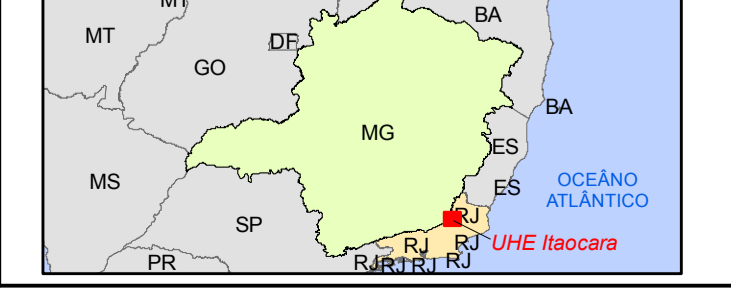 MT
BA
MT
DF
GO
BA
MG
ES
MS
ES
OCEÂNO
ATLÂNTICO
SP
RJ
RJ
RJ
UHE Itaocara
PR
RJ
RJ
RJ
RJ